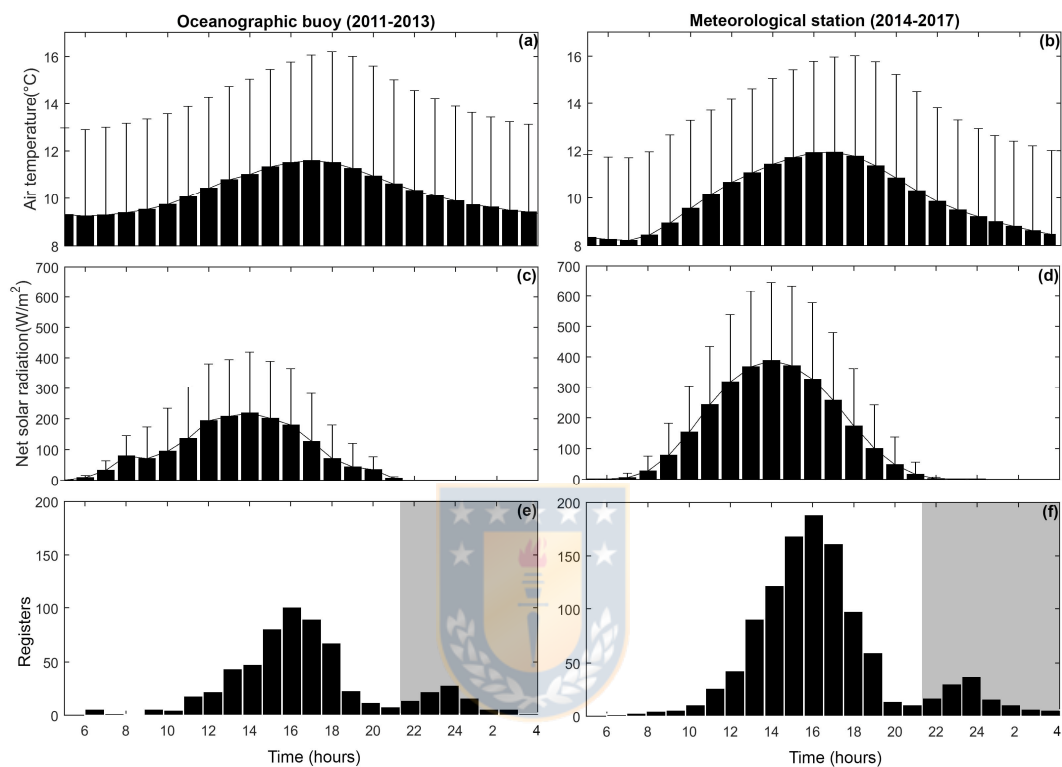 Oceanographic buoy (2011-2013)
Meteorological station (2014-2017)
(a)
16
14
12
10
8
Air temperature(°C)
(b)
16
14
12
10
8
(c)
700
600
500
400
300
200
100
0
Net solar radiation(W/m²)
(d)
700
600
500
400
300
200
100
0
(e)
200
150
100
50
0
Registers
6 8 10 12 14 16 18 20 22 24 2 4
Time (hours)
(f)
200
150
100
50
0
6 8 10 12 14 16 18 20 22 24 2 4
Time (hours)